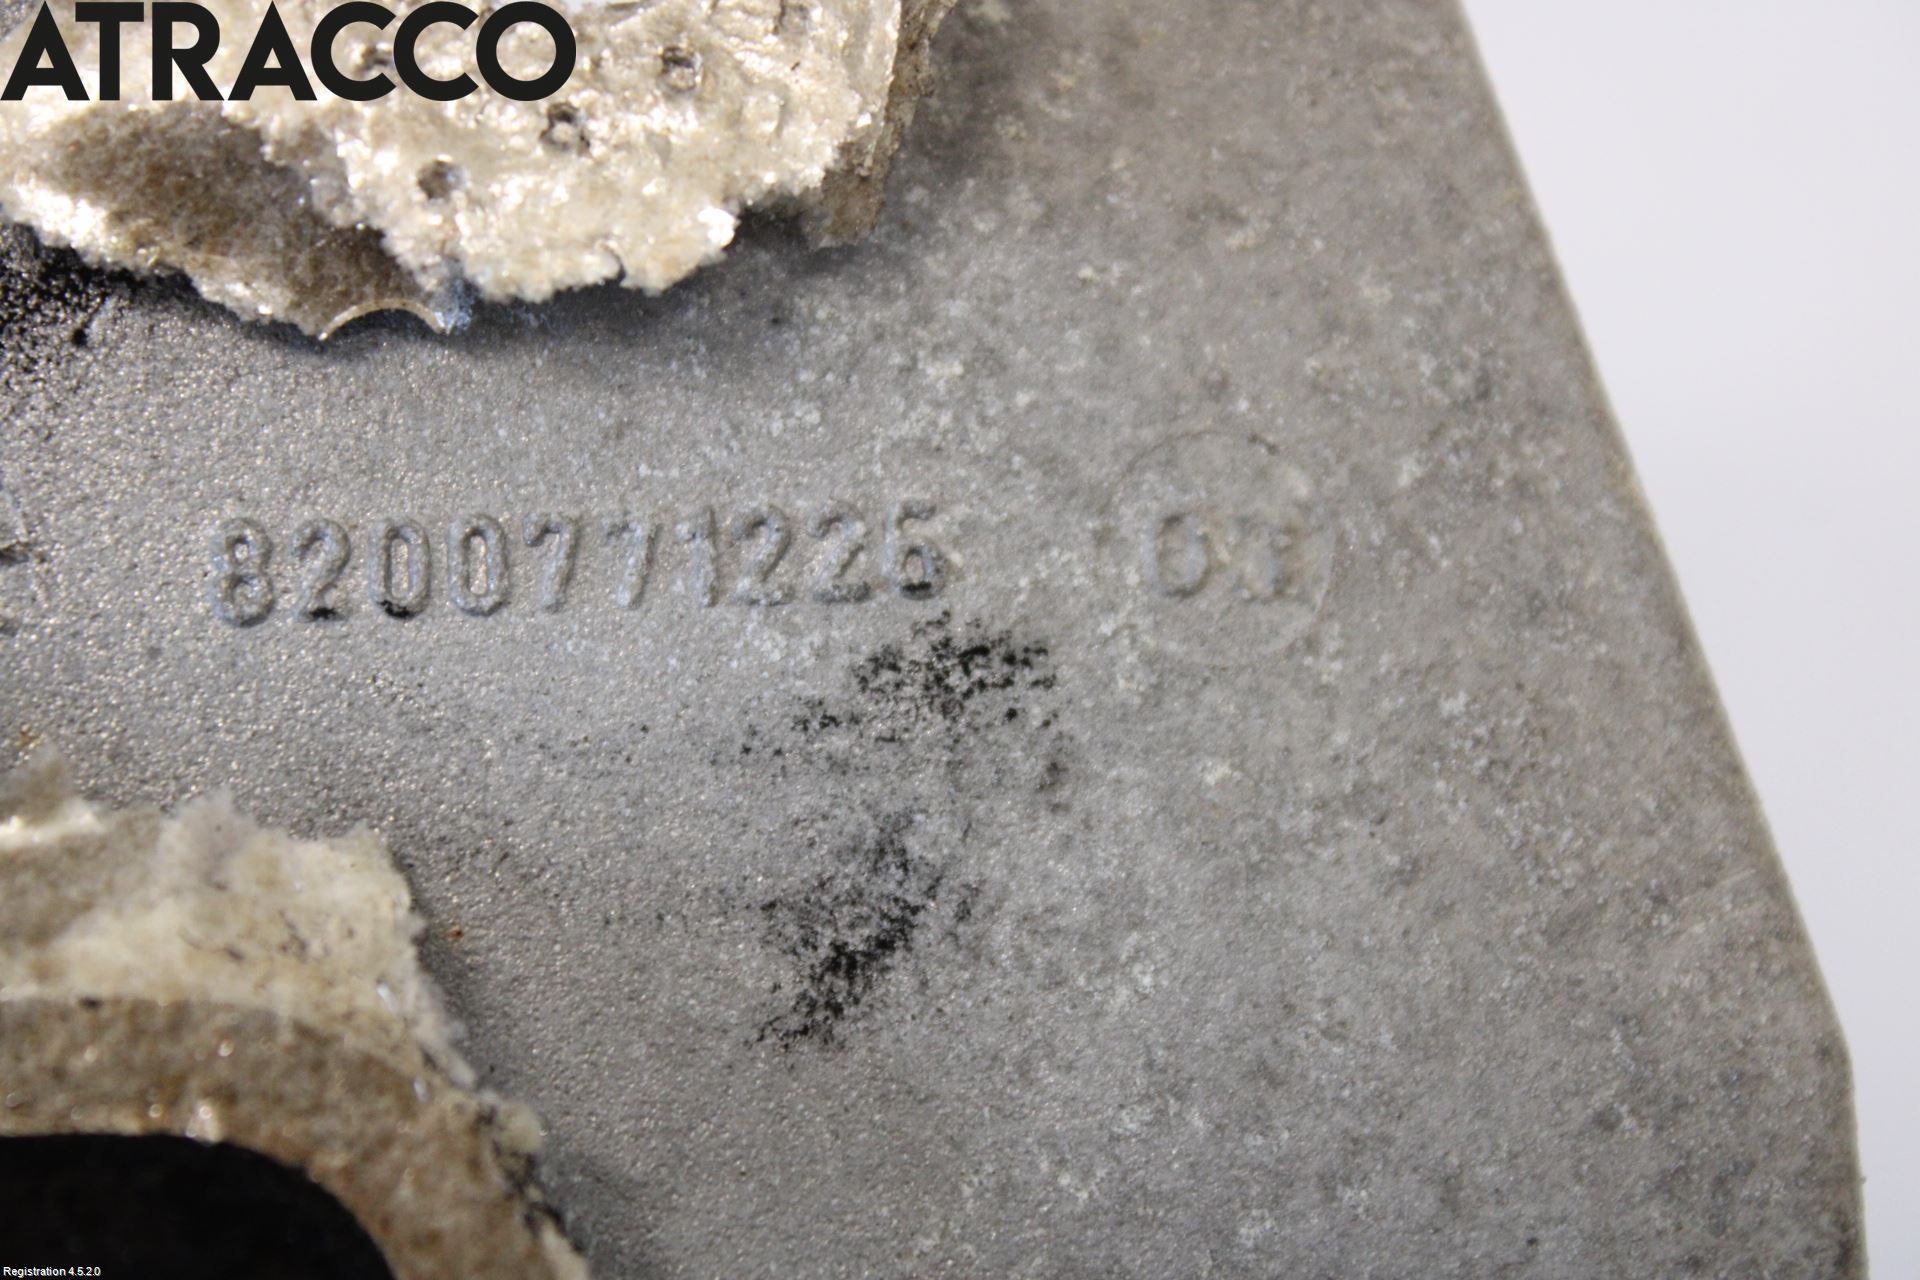 ATRACCO
8200771225
Registration 4.5.2.0